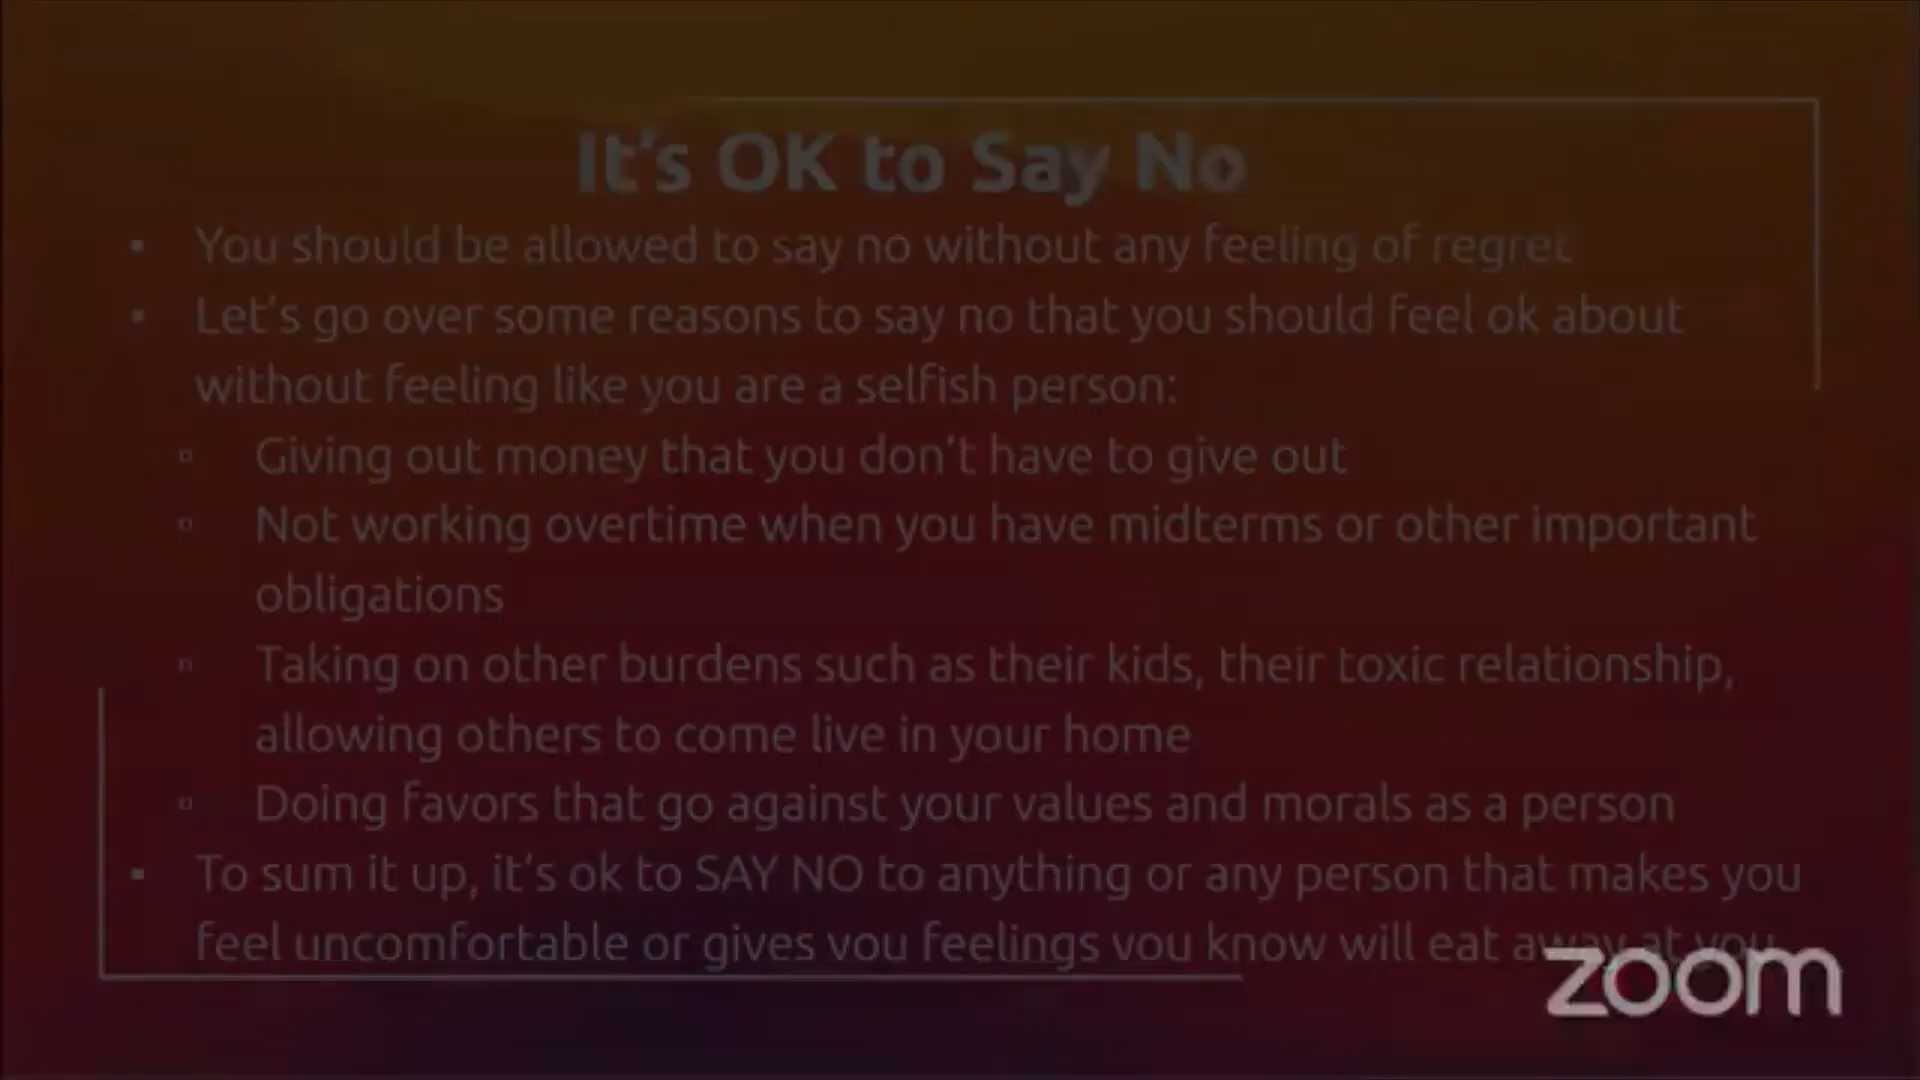 It's OK to Say No
▪ You should be allowed to say no without any feeling of regret
▪ Let's go over some reasons to say no that you should feel ok about
without feeling like you are a selfish person:
▫ Giving out money that you don't have to give out
▫ Not working overtime when you have midterms or other important
obligations
▫ Taking on other burdens such as their kids, their toxic relationship,
allowing others to come live in your home
▫ Doing favors that go against your values and morals as a person
▪ To sum it up, it's ok to SAY NO to anything or any person that makes you
feel uncomfortable or gives you feelings you know will eat away at you
zoom